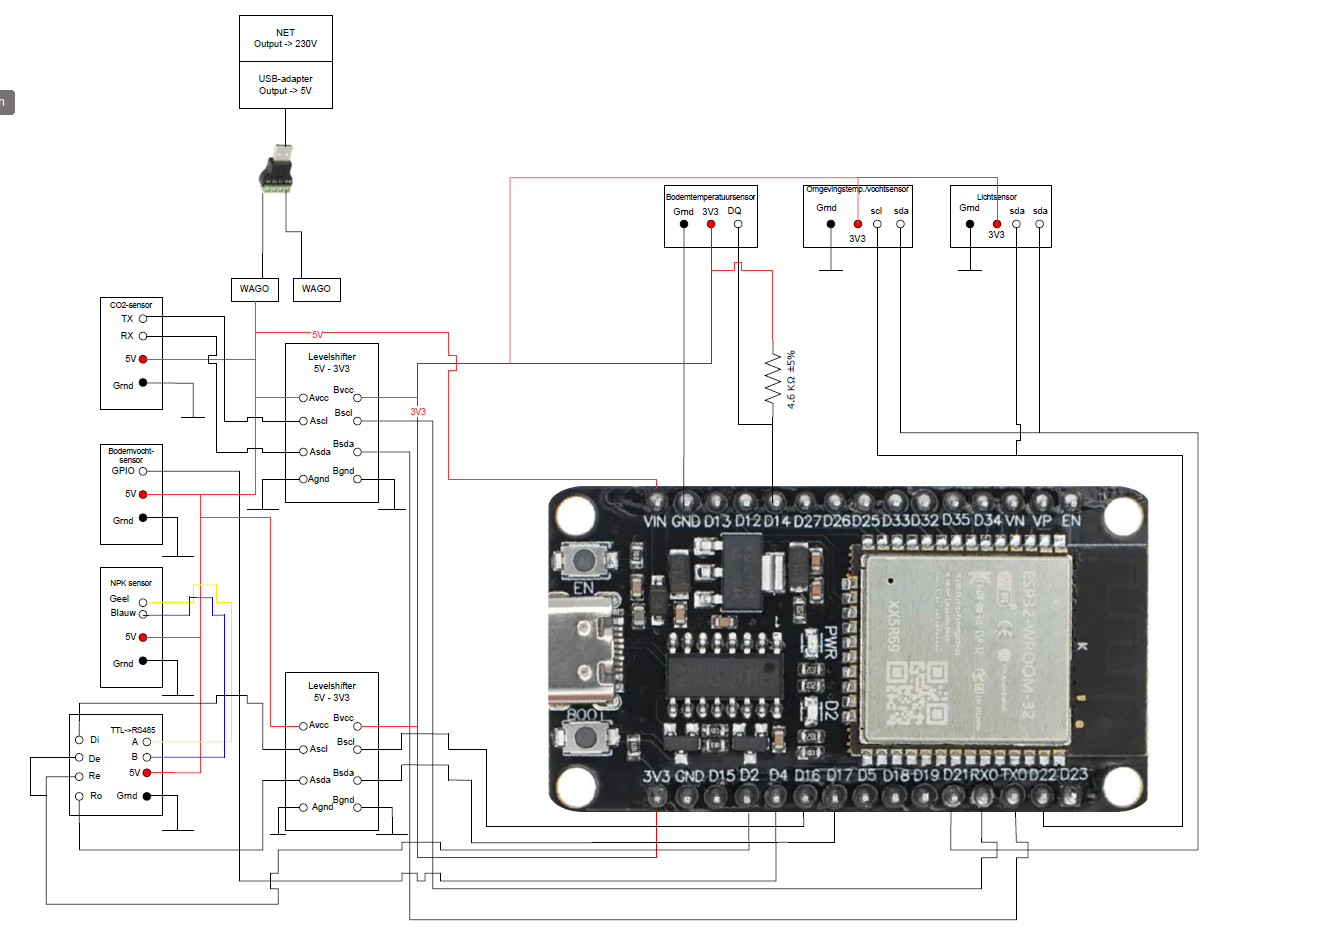 NET
Output -> 230V
USB-adapter
Output -> 5V
n
WAGO
WAGO
Bodemtemperatuursensor
Grnd
3V3
DQ
Omgevingstemp./vochtsensor
Grnd
scl
sda
3V3
Lichtsensor
Grnd
sda
sda
3V3
CO2-sensor
TX
RX
5V
Grnd
5V
Levelshifter
5V - 3V3
Bvcc
Avcc
Bscl
Ascl
Bsda
Asda
Bgnd
Agnd
3V3
4.6 KΩ ±5%
Bodemvocht-
sensor
GPIO
5V
Grnd
NPK sensor
Geel
Blauw
5V
Grnd
TTL->RS485
Di
A
De
B
Re
5V
Ro
Grnd
Levelshifter
5V - 3V3
Bvcc
Avcc
Bscl
Ascl
Bsda
Asda
Bgnd
Agnd
VIN GND D13 D12 D14 D27 D26 D25 D33 D32 D35 D34 VN VP EN
EN
PWR
D2
BOOT
ESP32-WROOM-32
XX5R69
3V3 GND D15 D2 D4 D16 D17 D5 D18 D19 D21 RX0 TX0 D22 D23